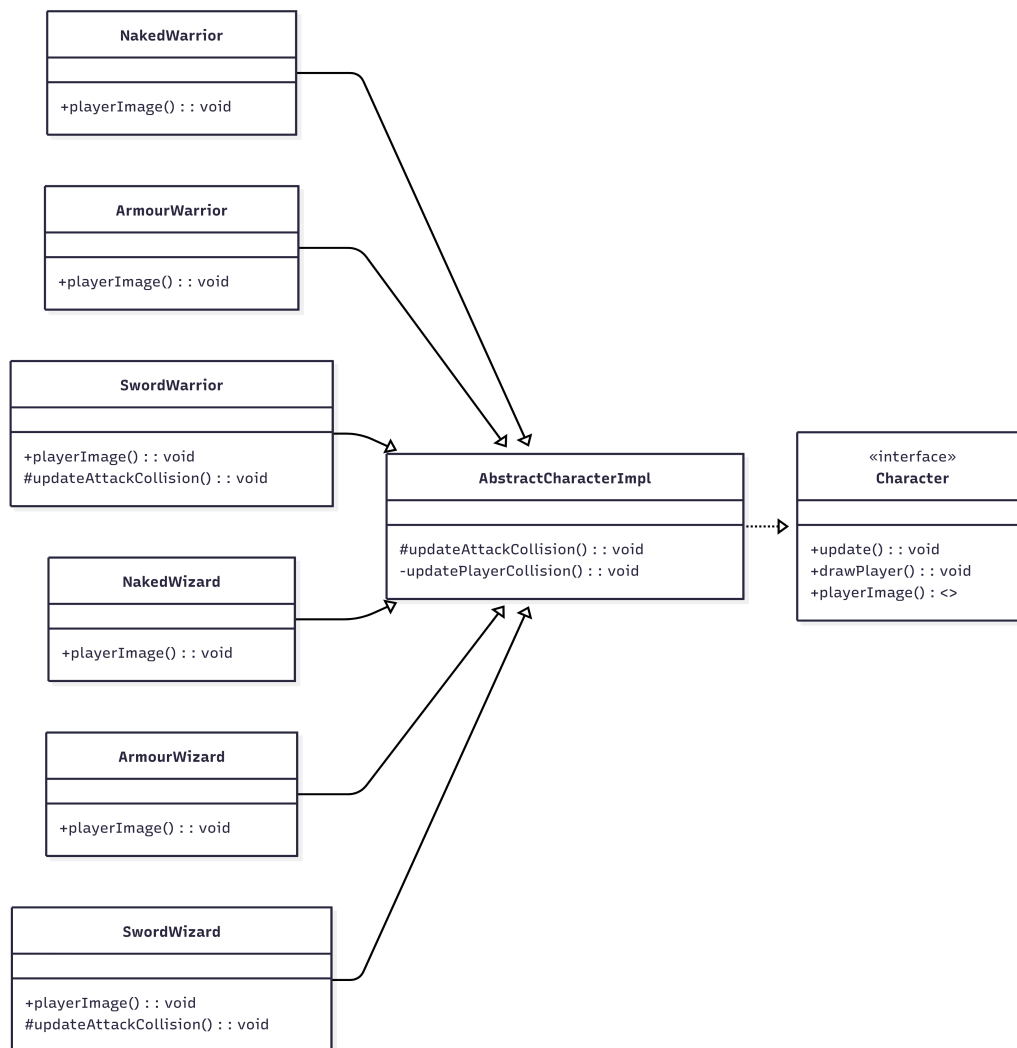 NakedWarrior
+playerImage() : : void
ArmourWarrior
+playerImage() : : void
SwordWarrior
+playerImage() : : void
#updateAttackCollision() : : void
NakedWizard
+playerImage() : : void
ArmourWizard
+playerImage() : : void
SwordWizard
+playerImage() : : void
#updateAttackCollision() : : void
AbstractCharacterImpl
#updateAttackCollision() : : void
-updatePlayerCollision() : : void
«interface»
Character
+update() : : void
+drawPlayer() : : void
+playerImage() : <>